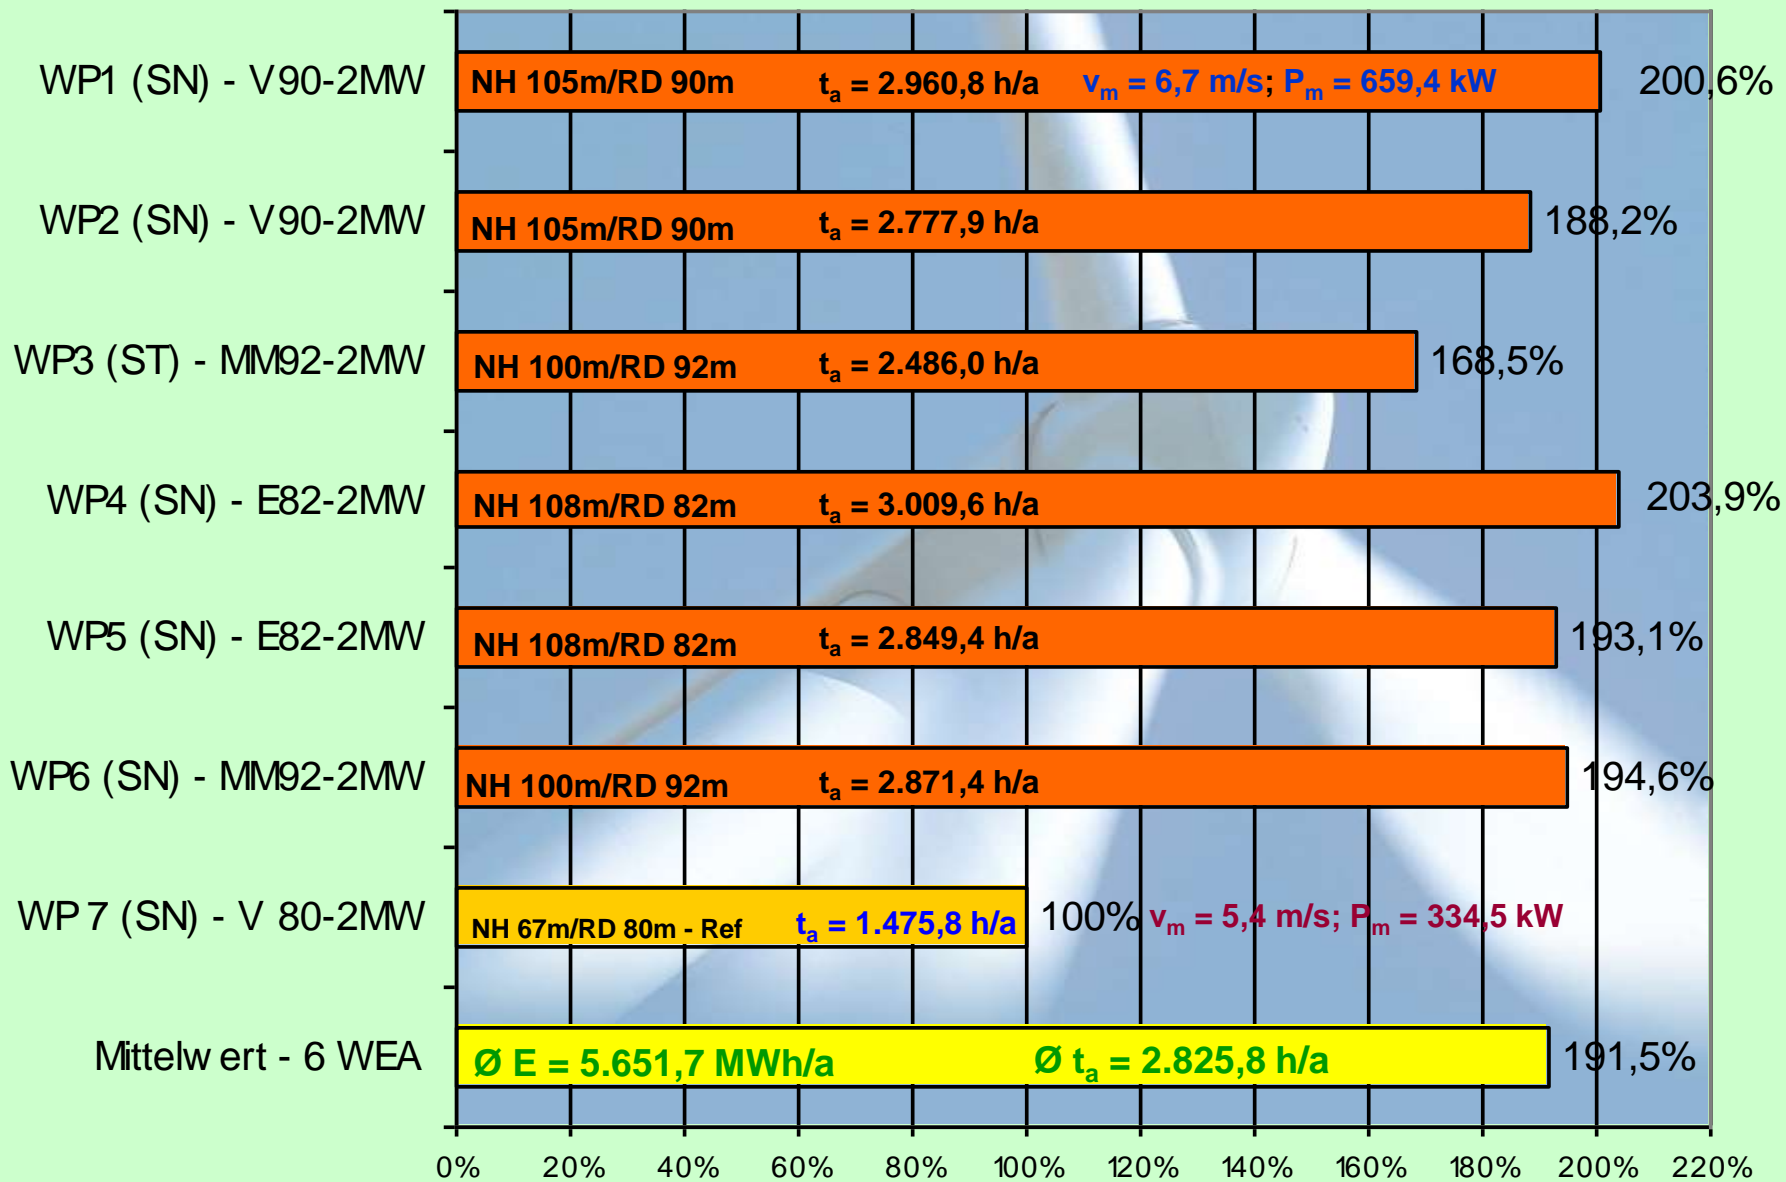 WP1 (SN) - V90-2MW NH 105m/RD 90m tₐ = 2.960,8 h/a vₘ = 6,7 m/s; Pₘ = 659,4 kW 200,6%
WP2 (SN) - V90-2MW NH 105m/RD 90m tₐ = 2.777,9 h/a 188,2%
WP3 (ST) - MM92-2MW NH 100m/RD 92m tₐ = 2.486,0 h/a 168,5%
WP4 (SN) - E82-2MW NH 108m/RD 82m tₐ = 3.009,6 h/a 203,9%
WP5 (SN) - E82-2MW NH 108m/RD 82m tₐ = 2.849,4 h/a 193,1%
WP6 (SN) - MM92-2MW NH 100m/RD 92m tₐ = 2.871,4 h/a 194,6%
WP 7 (SN) - V 80-2MW NH 67m/RD 80m - Ref tₐ = 1.475,8 h/a 100% vₘ = 5,4 m/s; Pₘ = 334,5 kW
Mittelwert - 6 WEA Ø E = 5.651,7 MWh/a Ø tₐ = 2.825,8 h/a 191,5%
0% 20% 40% 60% 80% 100% 120% 140% 160% 180% 200% 220%